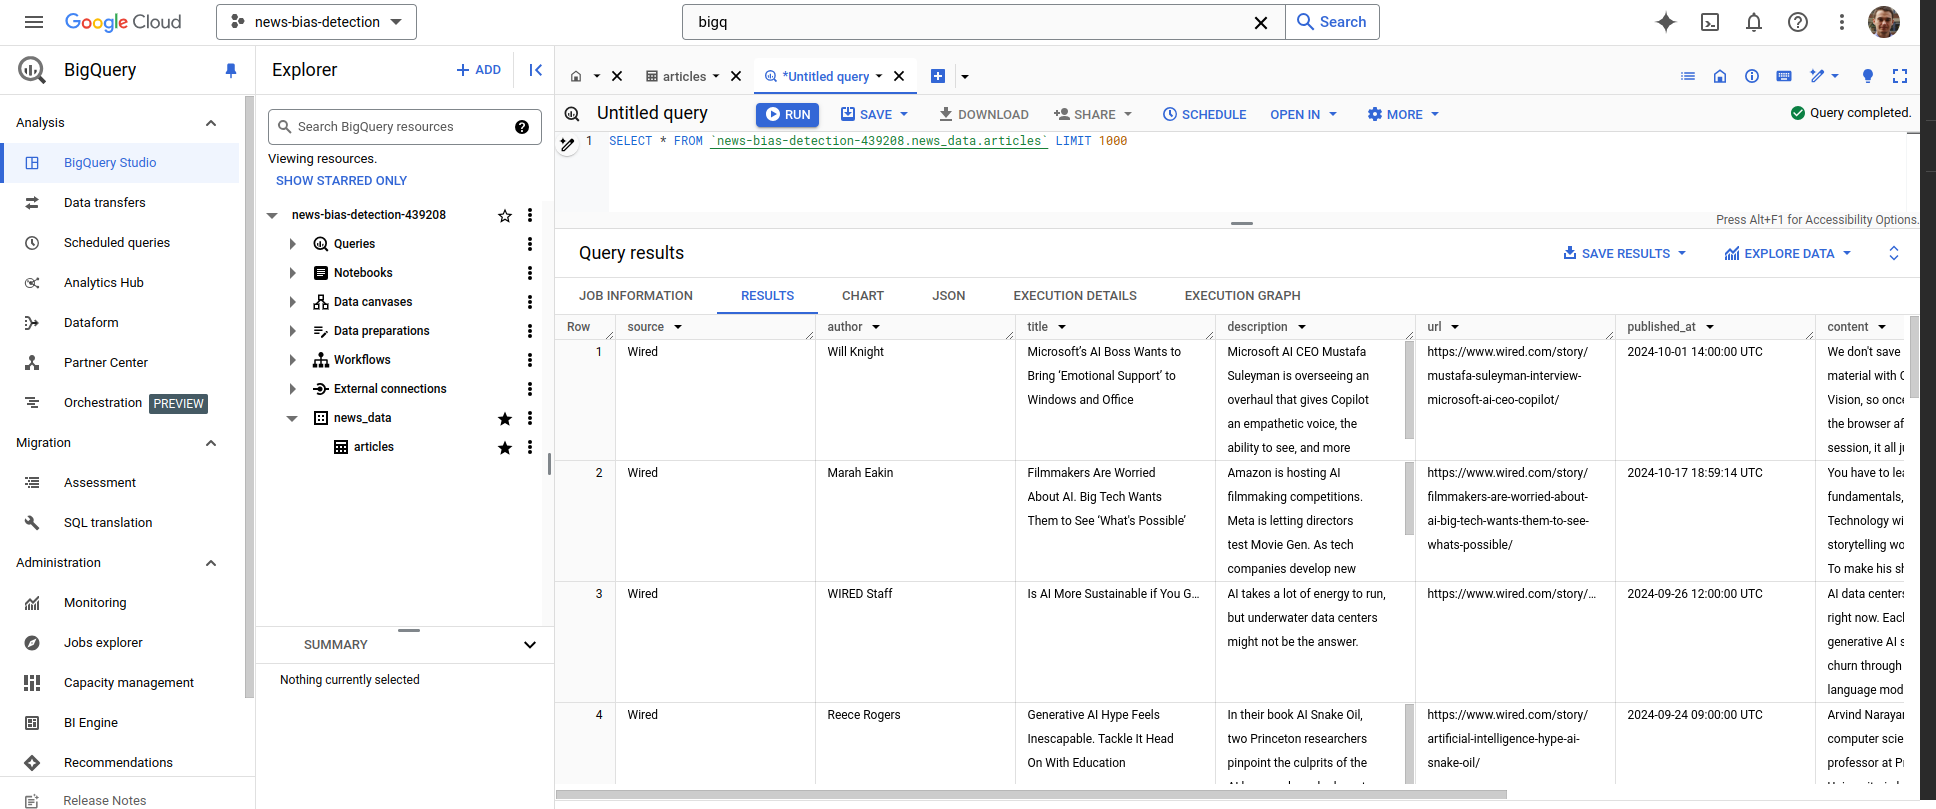 Google Cloud
news-bias-detection
bigq
Search
BigQuery
Analysis
BigQuery Studio
Data transfers
Scheduled queries
Analytics Hub
Dataform
Partner Center
Orchestration PREVIEW
Migration
Assessment
SQL translation
Administration
Monitoring
Jobs explorer
Capacity management
BI Engine
Recommendations
Release Notes
Explorer
+ ADD
Search BigQuery resources
Viewing resources.
SHOW STARRED ONLY
news-bias-detection-439208
Queries
Notebooks
Data canvases
Data preparations
Workflows
External connections
news_data
articles
SUMMARY
Nothing currently selected
articles
*Untitled query
Untitled query
RUN
SAVE
DOWNLOAD
SHARE
SCHEDULE
OPEN IN
MORE
Query completed.
1 SELECT * FROM `news-bias-detection-439208.news_data.articles` LIMIT 1000
Press Alt+F1 for Accessibility Options.
Query results
SAVE RESULTS
EXPLORE DATA
JOB INFORMATION
RESULTS
CHART
JSON
EXECUTION DETAILS
EXECUTION GRAPH
Row source author title description url published_at content
1
Wired
Will Knight
Microsoft’s AI Boss Wants to
Bring ‘Emotional Support’ to
Windows and Office
Microsoft AI CEO Mustafa
Suleyman is overseeing an
overhaul that gives Copilot
an empathetic voice, the
ability to see, and more
https://www.wired.com/story/
mustafa-suleyman-interview-
microsoft-ai-ceo-copilot/
2024-10-01 14:00:00 UTC
We don't save
material with
Vision, so once
the browser af
session, it all j
2
Wired
Marah Eakin
Filmmakers Are Worried
About AI. Big Tech Wants
Them to See ‘What's Possible’
Amazon is hosting AI
filmmaking competitions.
Meta is letting directors
test Movie Gen. As tech
companies develop new
https://www.wired.com/story/
filmmakers-are-worried-about-
ai-big-tech-wants-them-to-see-
whats-possible/
2024-10-17 18:59:14 UTC
You have to lea
fundamentals,
Technology wi
storytelling wo
To make his sh
3
Wired
WIRED Staff
Is AI More Sustainable if You G...
AI takes a lot of energy to run,
but underwater data centers
might not be the answer.
https://www.wired.com/story/...
2024-09-26 12:00:00 UTC
AI data centers
right now. Eacl
generative AI s
churn through
language mod
4
Wired
Reece Rogers
Generative AI Hype Feels
Inescapable. Tackle It Head
On With Education
In their book AI Snake Oil,
two Princeton researchers
pinpoint the culprits of the
https://www.wired.com/story/
artificial-intelligence-hype-ai-
snake-oil/
2024-09-24 09:00:00 UTC
Arvind Narayar
computer scie
professor at P